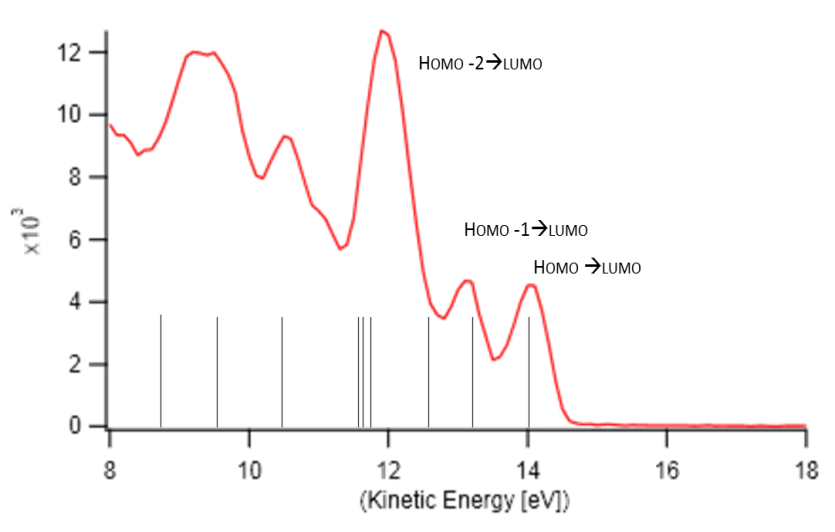 12
HOMO -2→LUMO
10
8
HOMO -1→LUMO
x10³
6
HOMO →LUMO
4
2
0
8 10 12 14 16 18
(Kinetic Energy [eV])